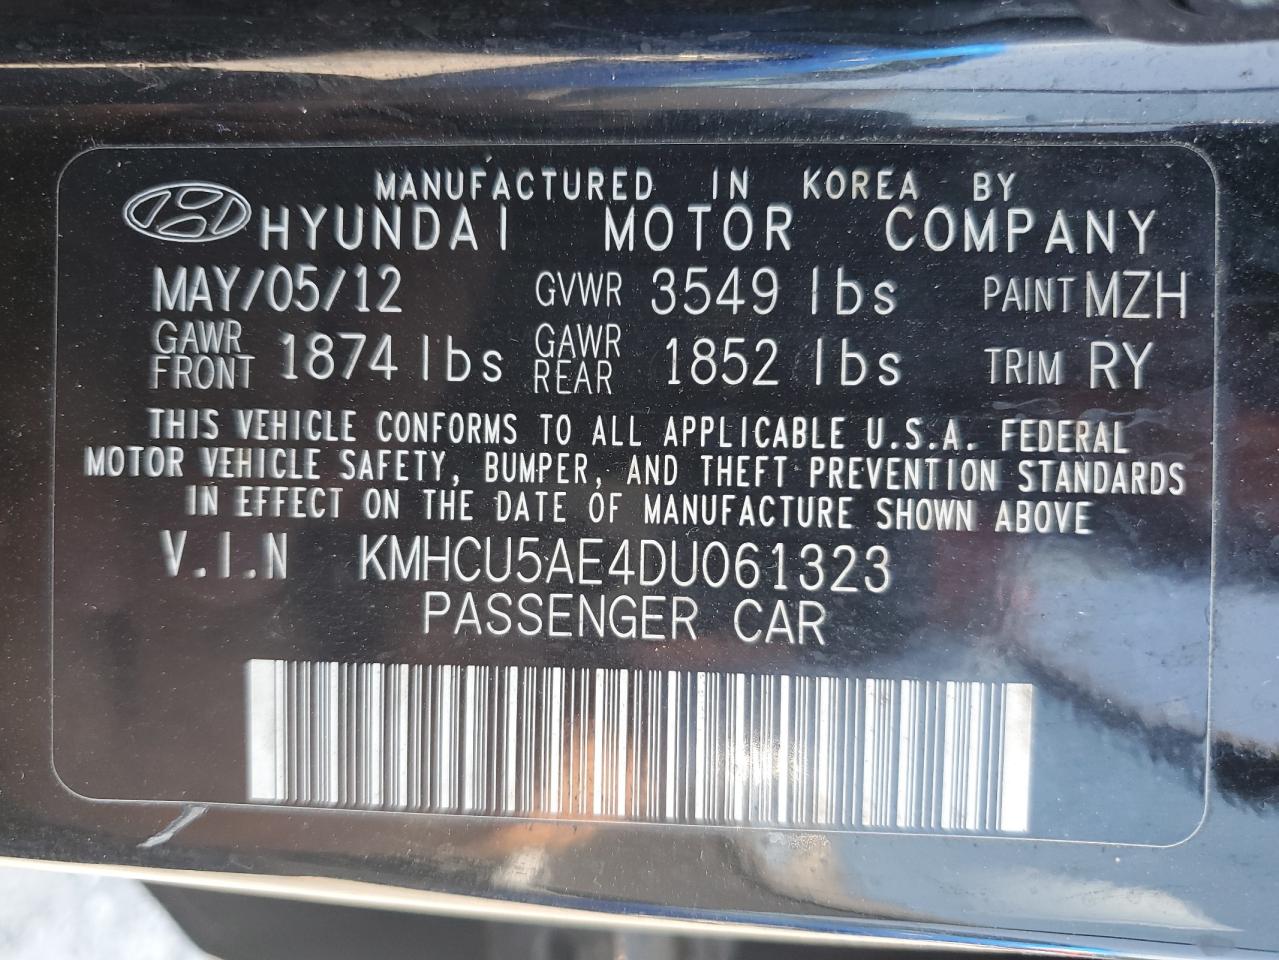 MANUFACTURED IN KOREA BY
HYUNDAI MOTOR COMPANY
MAY/05/12 GVWR 3549 lbs PAINT MZH
GAWR FRONT 1874 lbs GAWR REAR 1852 lbs TRIM RY
THIS VEHICLE CONFORMS TO ALL APPLICABLE U.S.A. FEDERAL
MOTOR VEHICLE SAFETY, BUMPER, AND THEFT PREVENTION STANDARDS
IN EFFECT ON THE DATE OF MANUFACTURE SHOWN ABOVE
V.I.N KMHCU5AE4DU061323
PASSENGER CAR